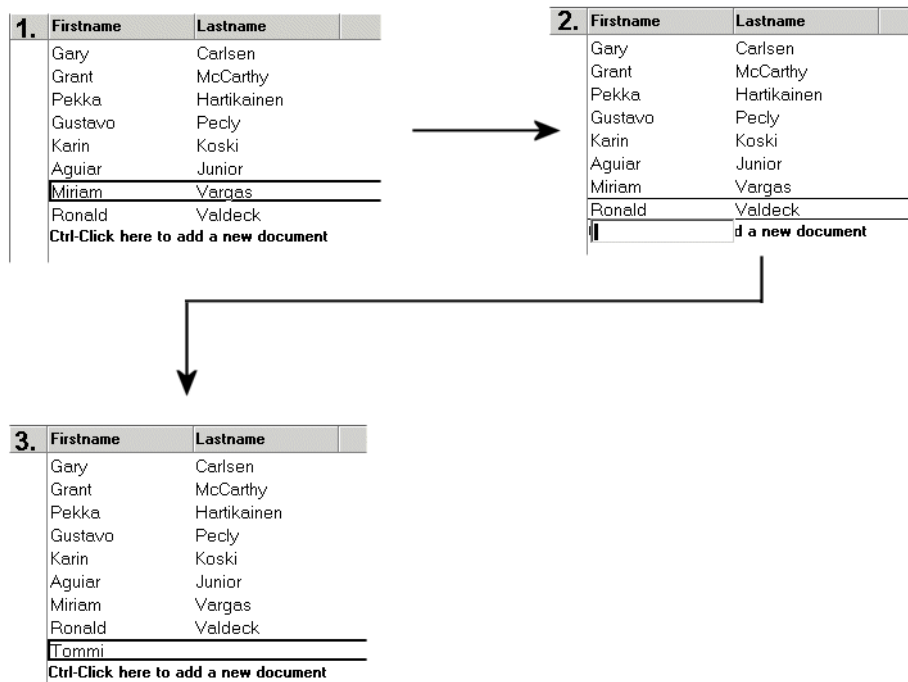 1. Firstname Lastname
Gary Carlsen
Grant McCarthy
Pekka Hartikainen
Gustavo Pecly
Karin Koski
Aguiar Junior
Miriam Vargas
Ronald Valdeck
Ctrl-Click here to add a new document
2. Firstname Lastname
Gary Carlsen
Grant McCarthy
Pekka Hartikainen
Gustavo Pecly
Karin Koski
Aguiar Junior
Miriam Vargas
Ronald Valdeck
d a new document
3. Firstname Lastname
Gary Carlsen
Grant McCarthy
Pekka Hartikainen
Gustavo Pecly
Karin Koski
Aguiar Junior
Miriam Vargas
Ronald Valdeck
Tommi
Ctrl-Click here to add a new document